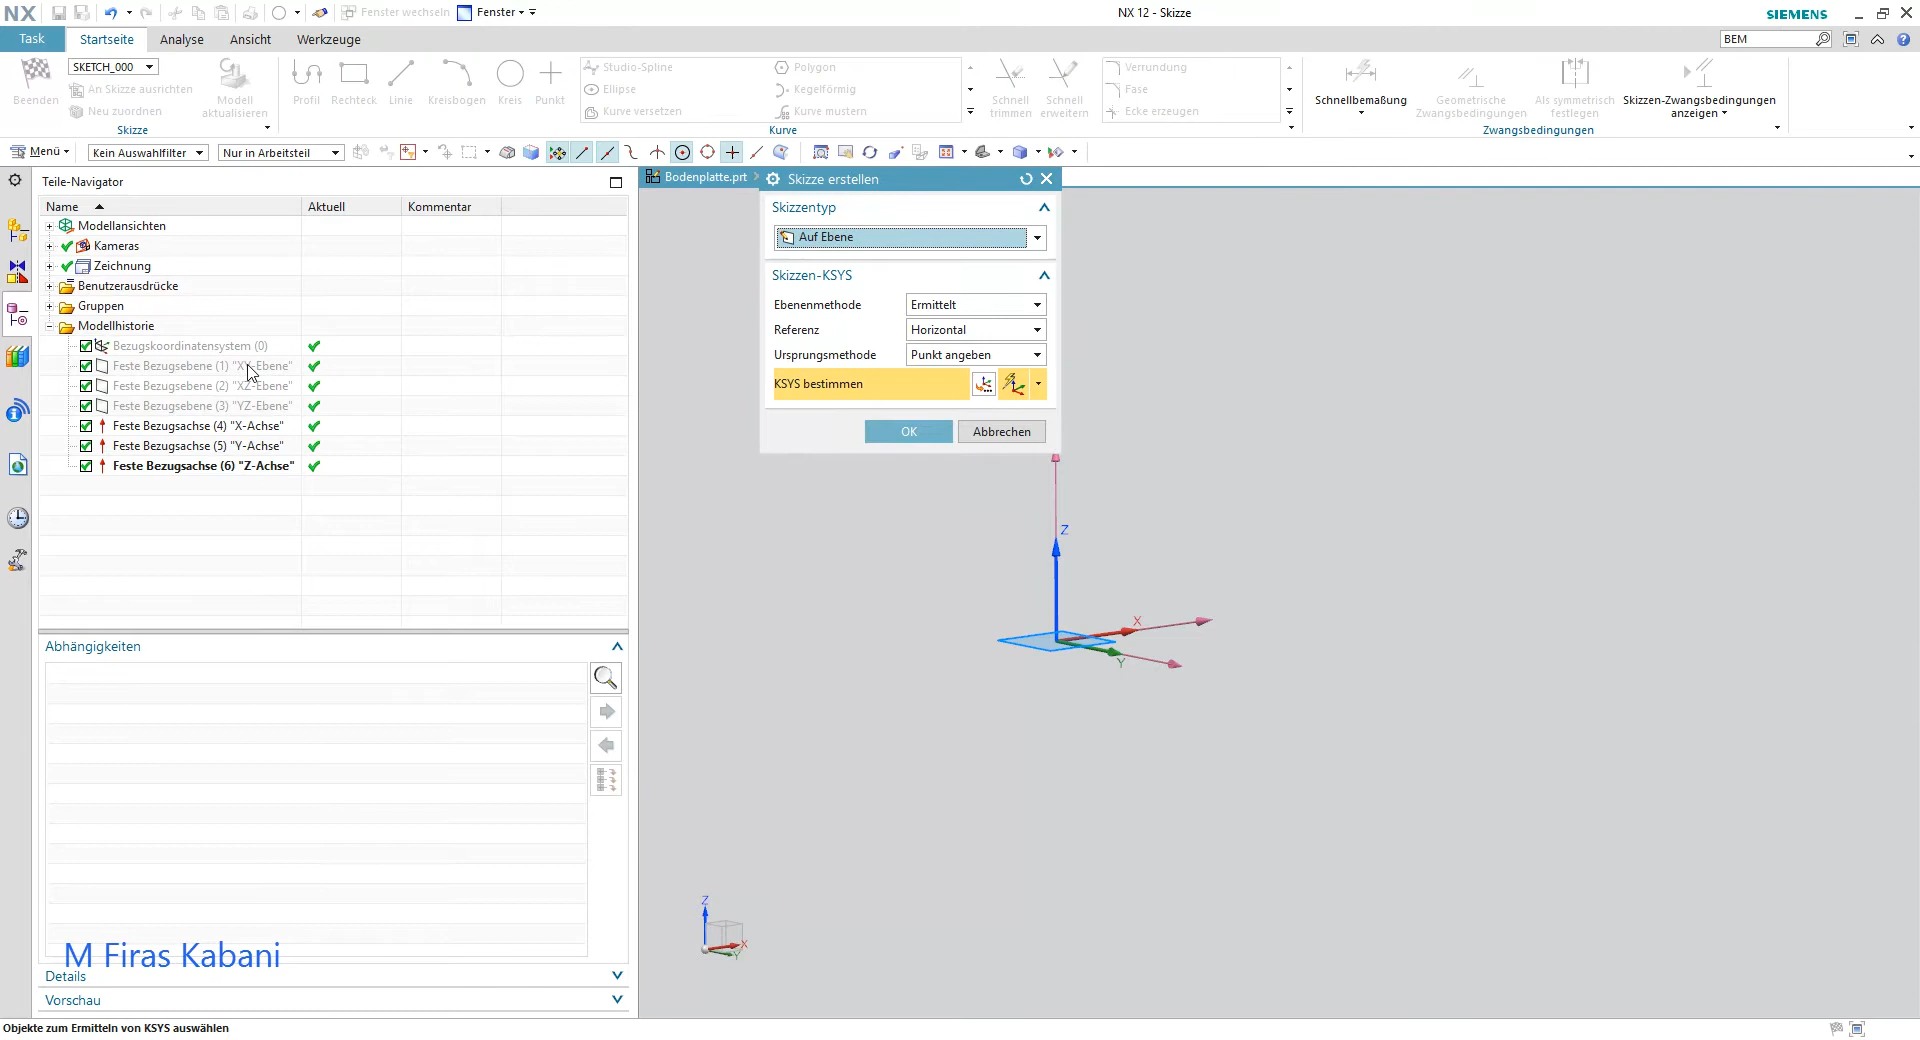 NX
Fenster wechseln
Fenster
NX 12 - Skizze
SIEMENS
Task
Startseite
Analyse
Ansicht
Werkzeuge
BEM
Beenden
SKETCH_000
An Skizze ausrichten
Neu zuordnen
Modell aktualisieren
Skizze
Profil
Rechteck
Linie
Kreisbogen
Kreis
Punkt
Studio-Spline
Ellipse
Kurve versetzen
Polygon
Kegelförmig
Kurve mustern
Schnell trimmen
Schnell erweitern
Verrundung
Fase
Ecke erzeugen
Kurve
Schnellbemaßung
Geometrische Zwangsbedingungen
Als symmetrisch festlegen
Skizzen-Zwangsbedingungen anzeigen
Zwangsbedingungen
Menü
Kein Auswahlfilter
Nur in Arbeitsteil
Teile-Navigator
Name
Aktuell
Kommentar
Modellansichten
Kameras
Zeichnung
Benutzerausdrücke
Gruppen
Modellhistorie
Bezugskoordinatensystem (0)
Feste Bezugsebene (1) "XY-Ebene"
Feste Bezugsebene (2) "XZ-Ebene"
Feste Bezugsebene (3) "YZ-Ebene"
Feste Bezugsachse (4) "X-Achse"
Feste Bezugsachse (5) "Y-Achse"
Feste Bezugsachse (6) "Z-Achse"
Abhängigkeiten
M Firas Kabani
Details
Vorschau
Bodenplatte.prt
Skizze erstellen
Skizzentyp
Auf Ebene
Skizzen-KSYS
Ebenenmethode
Ermittelt
Referenz
Horizontal
Ursprungsmethode
Punkt angeben
KSYS bestimmen
OK
Abbrechen
Z
X
Y
Z
X
Y
Objekte zum Ermitteln von KSYS auswählen